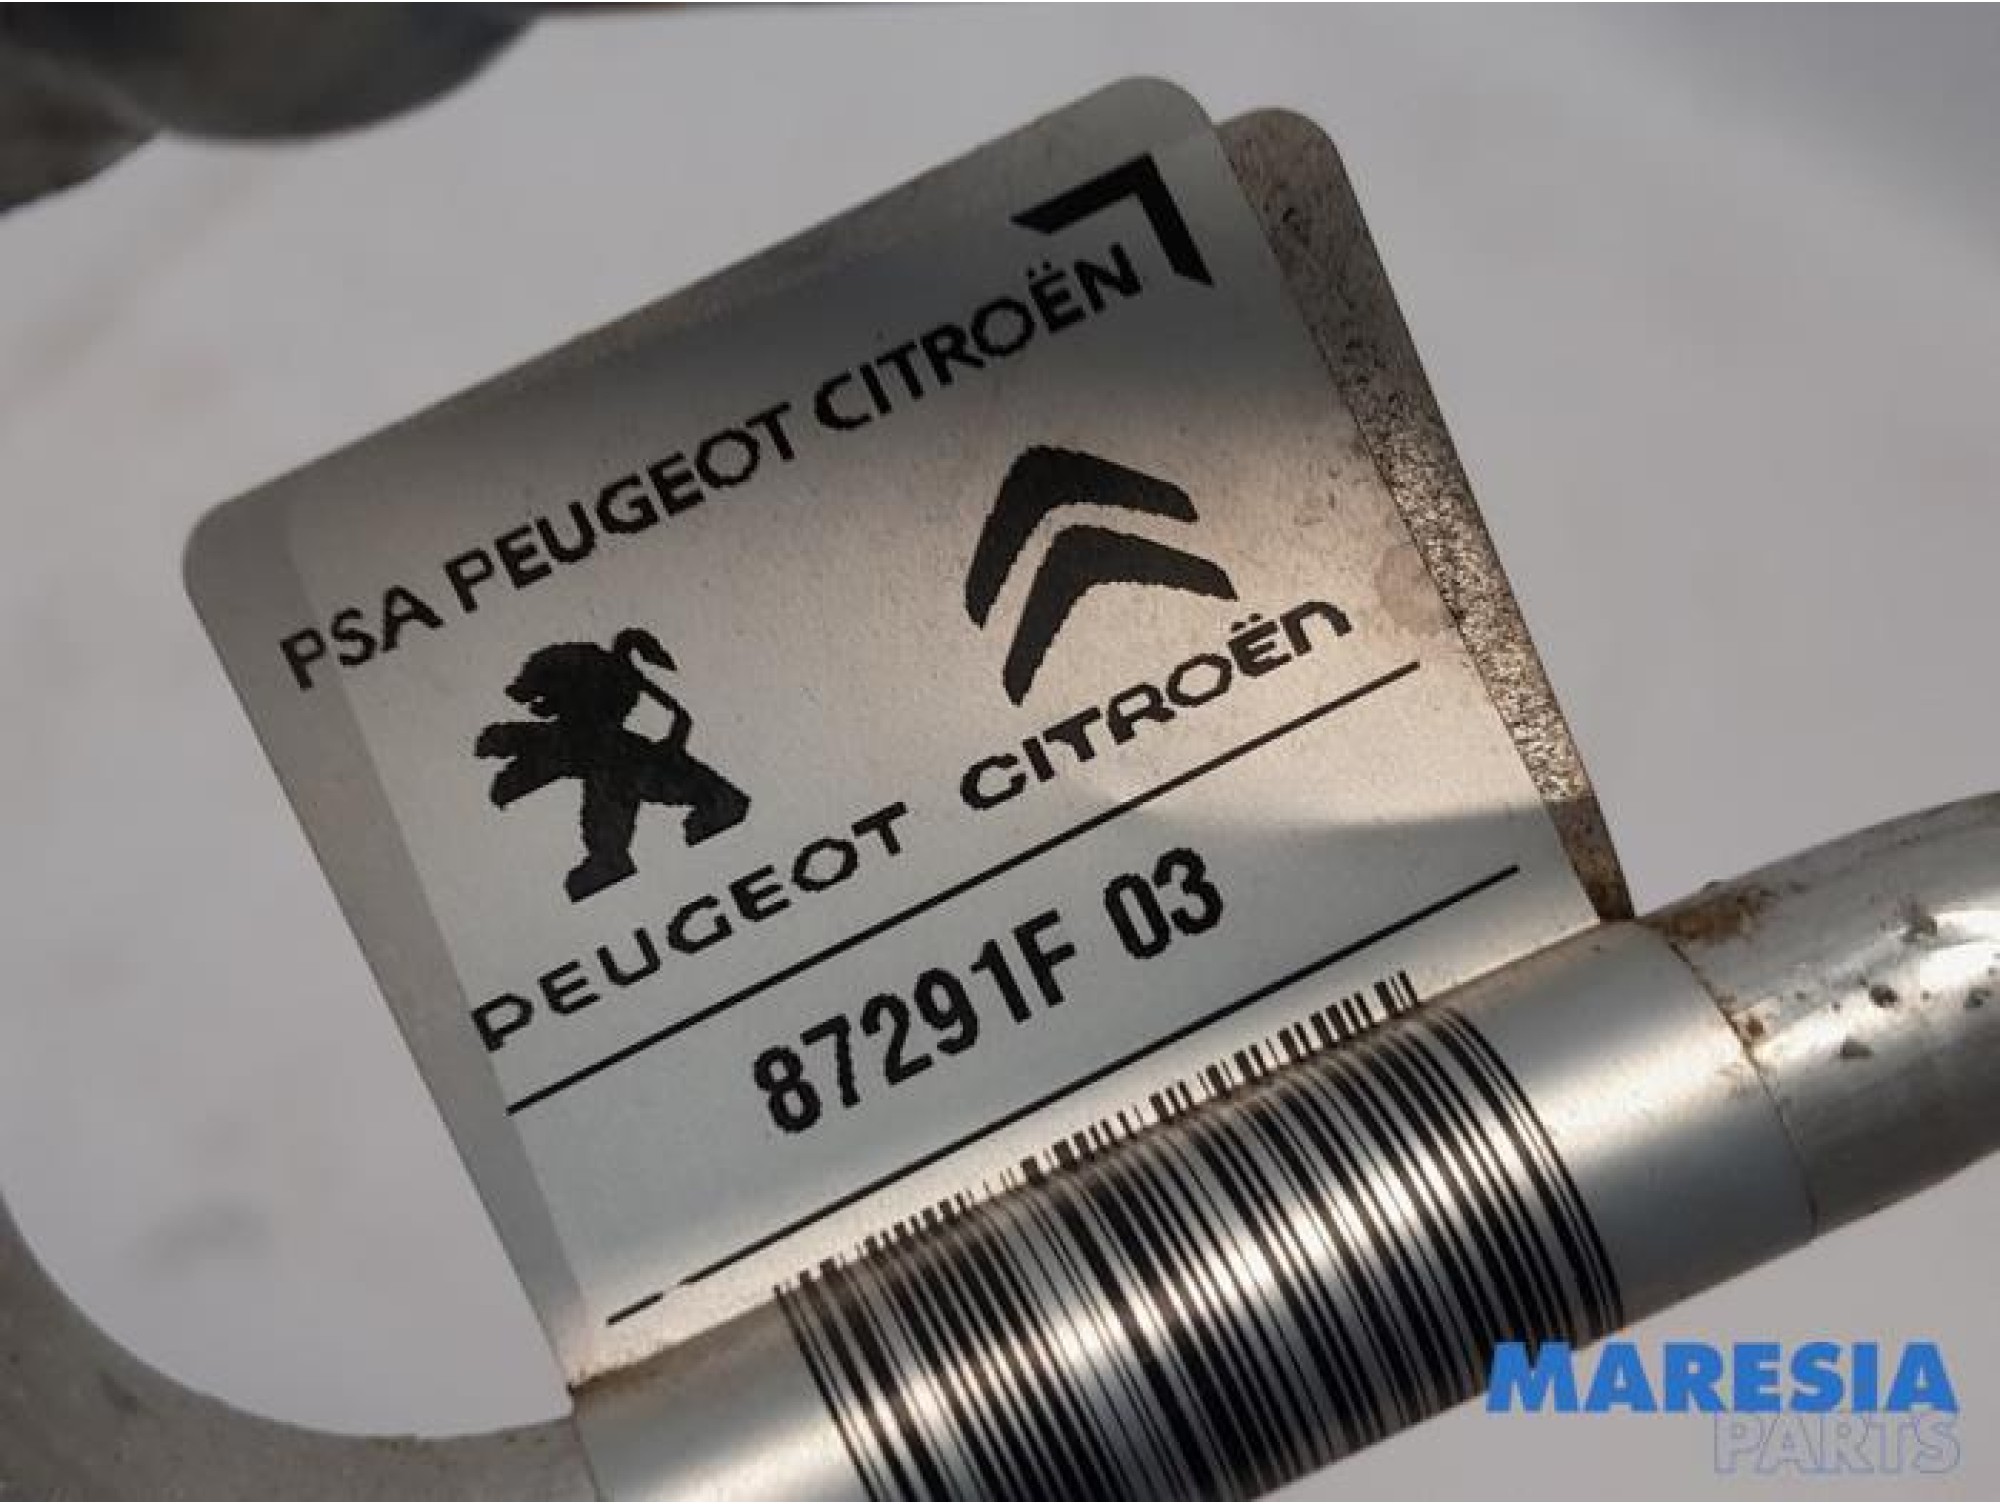 PSA PEUGEOT CITROËN
PEUGEOT CITROËN
87291F 03
MARESIA
PARTS